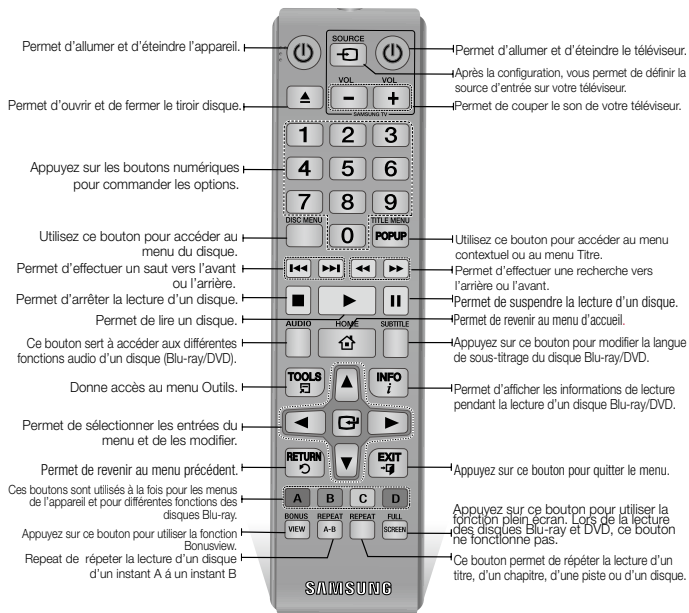 Permet d'allumer et d'éteindre l'appareil.
Permet d'ouvrir et de fermer le tiroir disque.
Appuyez sur les boutons numériques
pour commander les options.
Utilisez ce bouton pour accéder au
menu du disque.
Permet d'effectuer un saut vers l'avant
ou l'arrière.
Permet d'arrêter la lecture d'un disque.
Permet de lire un disque.
Ce bouton sert à accéder aux différentes
fonctions audio d'un disque (Blu-ray/DVD).
Donne accès au menu Outils.
Permet de sélectionner les entrées du
menu et de les modifier.
Permet de revenir au menu précédent.
Ces boutons sont utilisés à la fois pour les menus
de l'appareil et pour différentes fonctions des
disques Blu-ray.
Appuyez sur ce bouton pour utiliser la fonction
Bonusview.
Repeat de répeter la lecture d'un disque
d'un instant A á un instant B
SOURCE
VOL VOL
− +
SAMSUNG TV
1 2 3
4 5 6
7 8 9
DISC MENU 0 TITLE MENU
POPUP
AUDIO HOME SUBTITLE
TOOLS INFO
i
RETURN EXIT
A B C D
BONUS REPEAT REPEAT FULL
VIEW A-B SCREEN
SAMSUNG
Permet d'allumer et d'éteindre le téléviseur.
Après la configuration, vous permet de définir la
source d'entrée sur votre téléviseur.
Permet de couper le son de votre téléviseur.
Utilisez ce bouton pour accéder au menu
contextuel ou au menu Titre.
Permet d'effectuer une recherche vers
l'arrière ou l'avant.
Permet de suspendre la lecture d'un disque.
Permet de revenir au menu d'accueil.
Appuyez sur ce bouton pour modifier la langue
de sous-titrage du disque Blu-ray/DVD.
Permet d'afficher les informations de lecture
pendant la lecture d'un disque Blu-ray/DVD.
Appuyez sur ce bouton pour quitter le menu.
Appuyez sur ce bouton pour utiliser la
fonction plein écran. Lors de la lecture
des disques Blu-ray et DVD, ce bouton
ne fonctionne pas.
Ce bouton permet de répéter la lecture d'un
titre, d'un chapitre, d'une piste ou d'un disque.